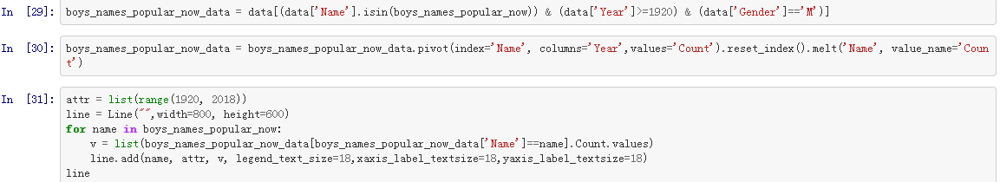 In [29]: boys_names_popular_now_data = data[(data['Name'].isin(boys_names_popular_now)) & (data['Year']>=1920) & (data['Gender']=='M')]
In [30]: boys_names_popular_now_data = boys_names_popular_now_data.pivot(index='Name', columns='Year',values='Count').reset_index().melt('Name', value_name='Coun
t')
In [31]: attr = list(range(1920, 2018))
line = Line("",width=800, height=600)
for name in boys_names_popular_now:
    v = list(boys_names_popular_now_data[boys_names_popular_now_data['Name']==name].Count.values)
    line.add(name, attr, v, legend_text_size=18,xaxis_label_textsize=18,yaxis_label_textsize=18)
line